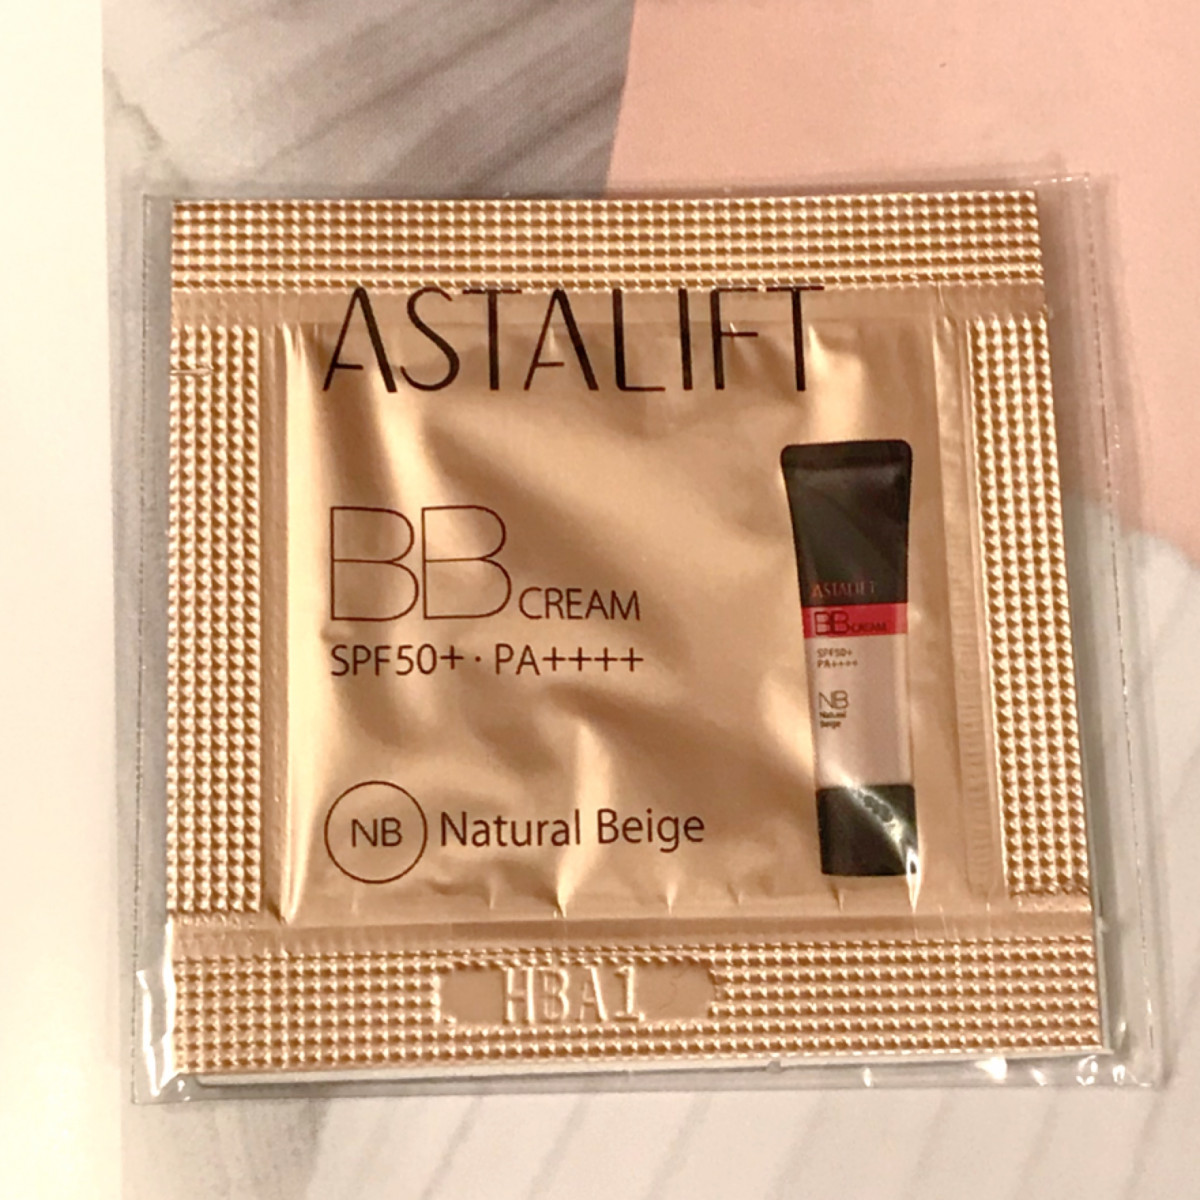 ASTALIFT
BB CREAM
SPF50+・PA++++
NB Natural Beige
ASTALIFT
BB CREAM
SPF50+
PA++++
NB
Natural
Beige
HBA1